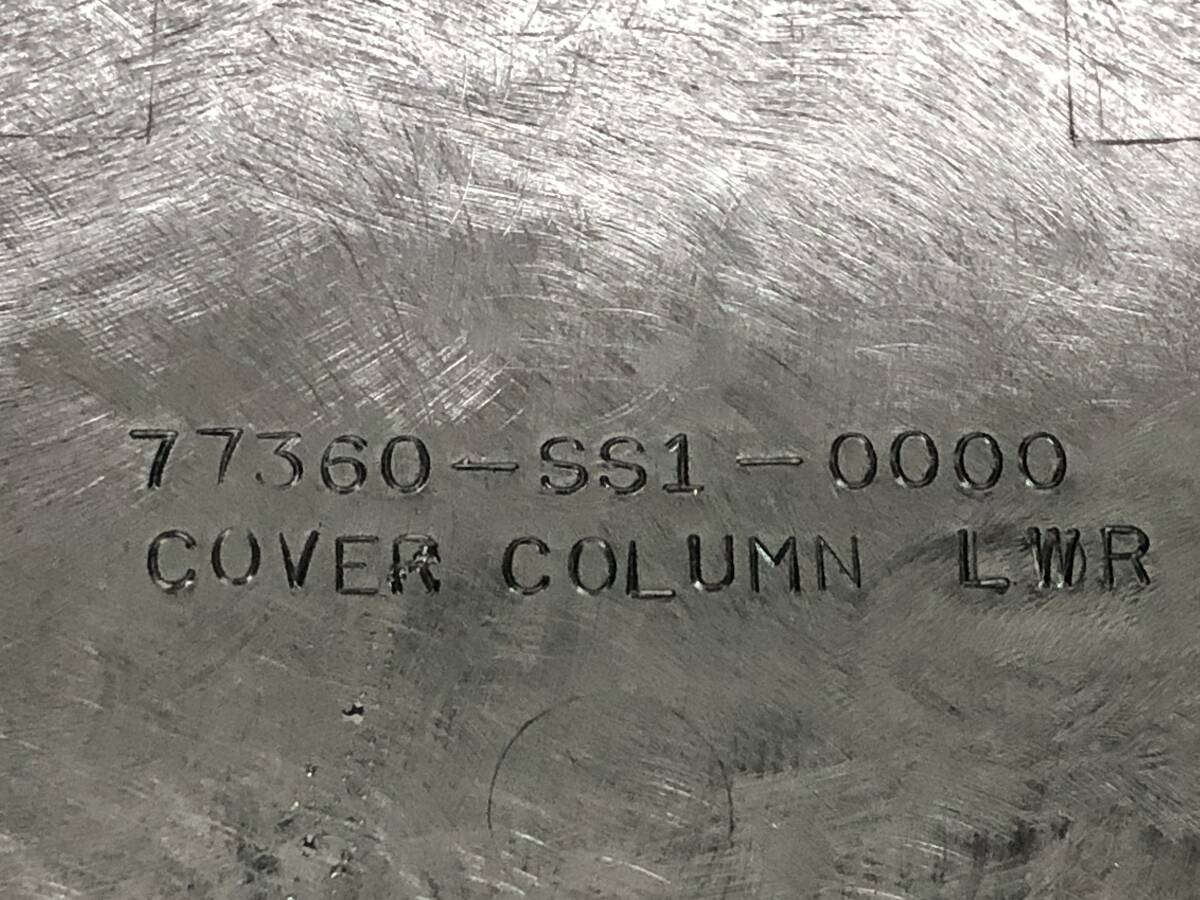 77360-SS1-0000
COVER COLUMN LWR